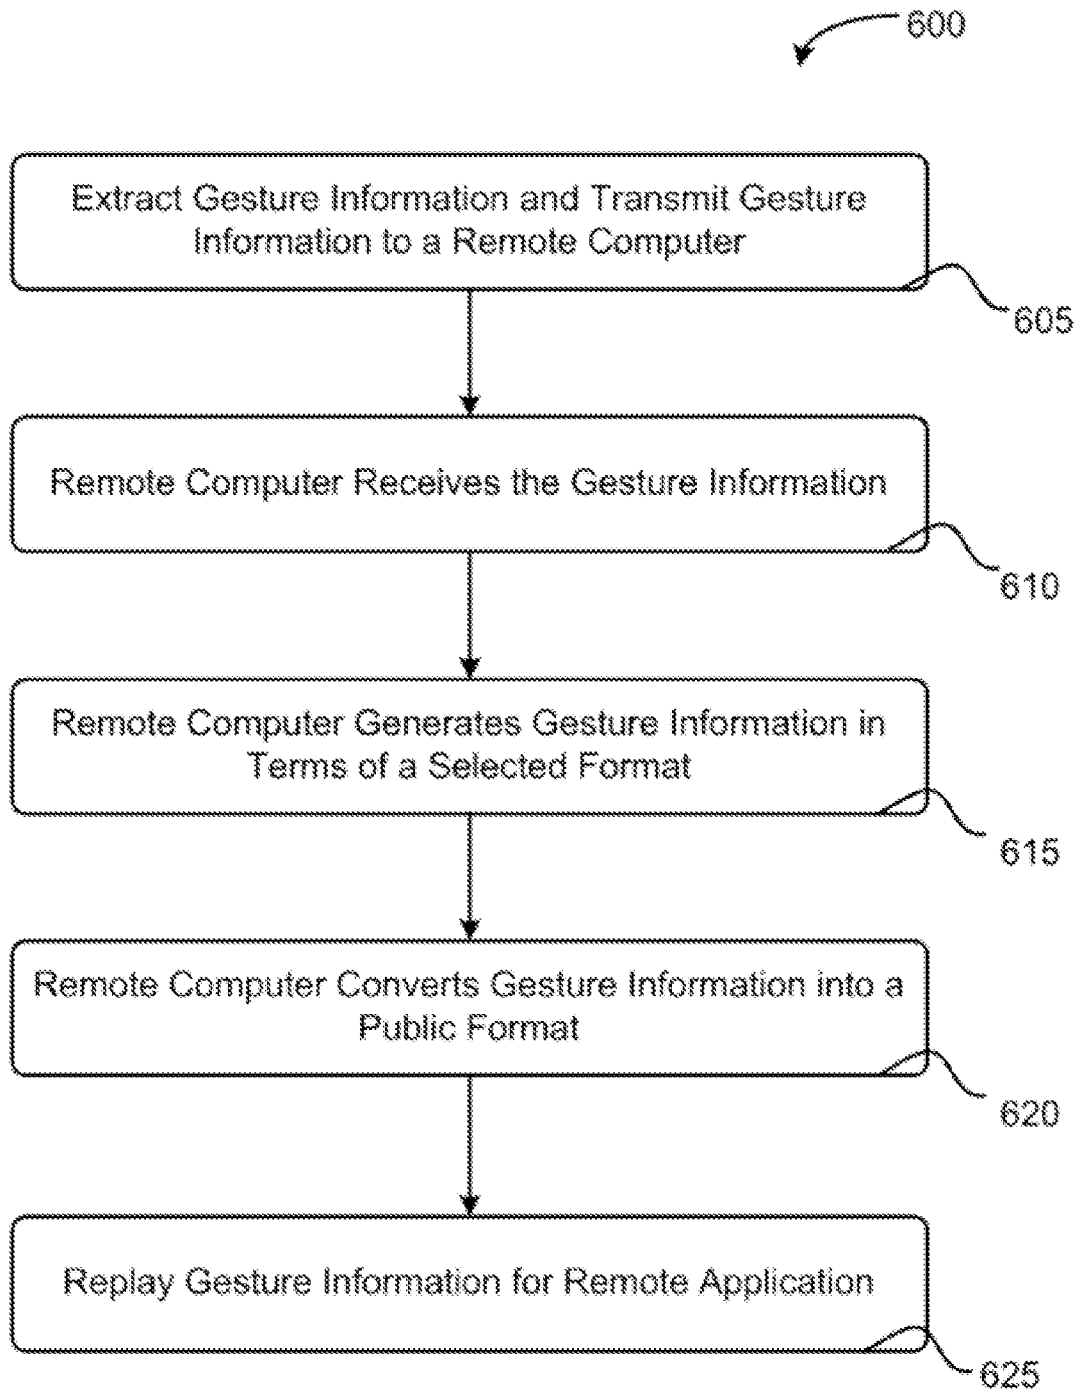 600
Extract Gesture Information and Transmit Gesture
Information to a Remote Computer
605
Remote Computer Receives the Gesture Information
610
Remote Computer Generates Gesture Information in
Terms of a Selected Format
615
Remote Computer Converts Gesture Information into a
Public Format
620
Replay Gesture Information for Remote Application
625